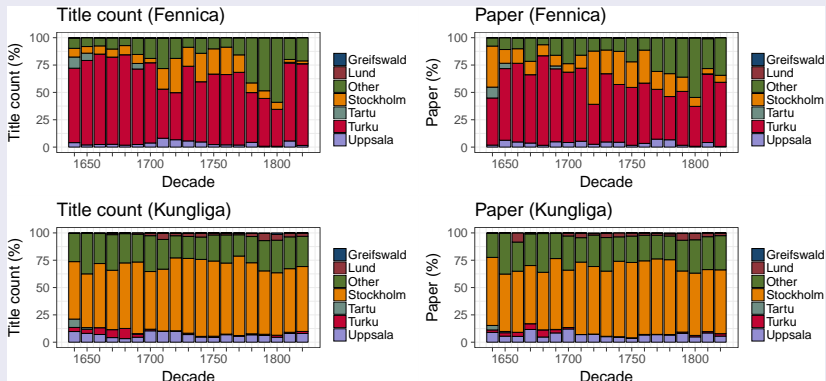 Title count (Fennica)
Title count (%)
100
75
50
25
0
1650
1700
1750
1800
Decade
Greifswald
Lund
Other
Stockholm
Tartu
Turku
Uppsala
Paper (Fennica)
Paper (%)
100
75
50
25
0
1650
1700
1750
1800
Decade
Greifswald
Lund
Other
Stockholm
Tartu
Turku
Uppsala
Title count (Kungliga)
Title count (%)
100
75
50
25
0
1650
1700
1750
1800
Decade
Greifswald
Lund
Other
Stockholm
Tartu
Turku
Uppsala
Paper (Kungliga)
Paper (%)
100
75
50
25
0
1650
1700
1750
1800
Decade
Greifswald
Lund
Other
Stockholm
Tartu
Turku
Uppsala